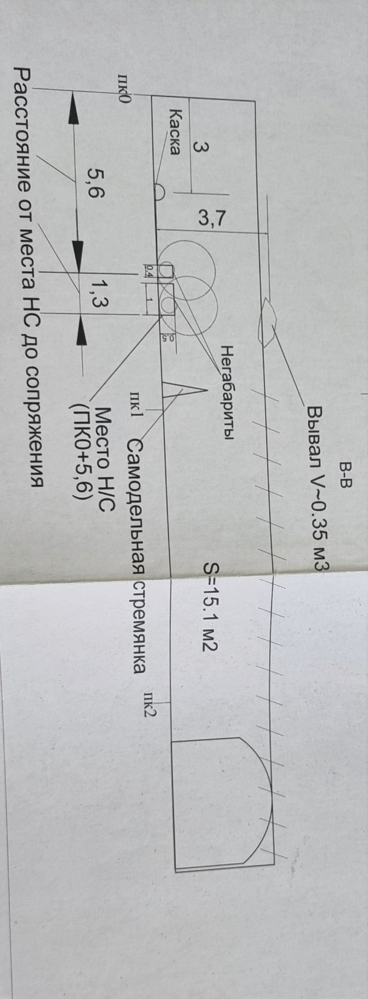 В-В
Вывал V~0.35 м3
Негабариты
S=15.1 м2
3
3,7
Каска
0.4
1
0.5
пк0
пк1
пк2
5,6
1,3
Самодельная стремянка
Место Н/С
(ПК0+5,6)
Расстояние от места НС до сопряжения